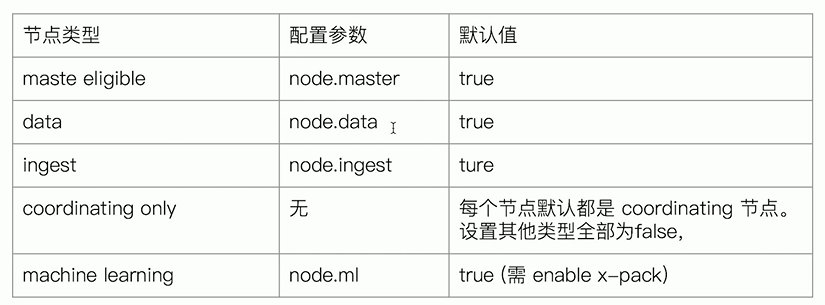 节点类型 配置参数 默认值
maste eligible node.master true
data node.data true
ingest node.ingest ture
coordinating only 无 每个节点默认都是 coordinating 节点。
设置其他类型全部为false,
machine learning node.ml true (需 enable x-pack)